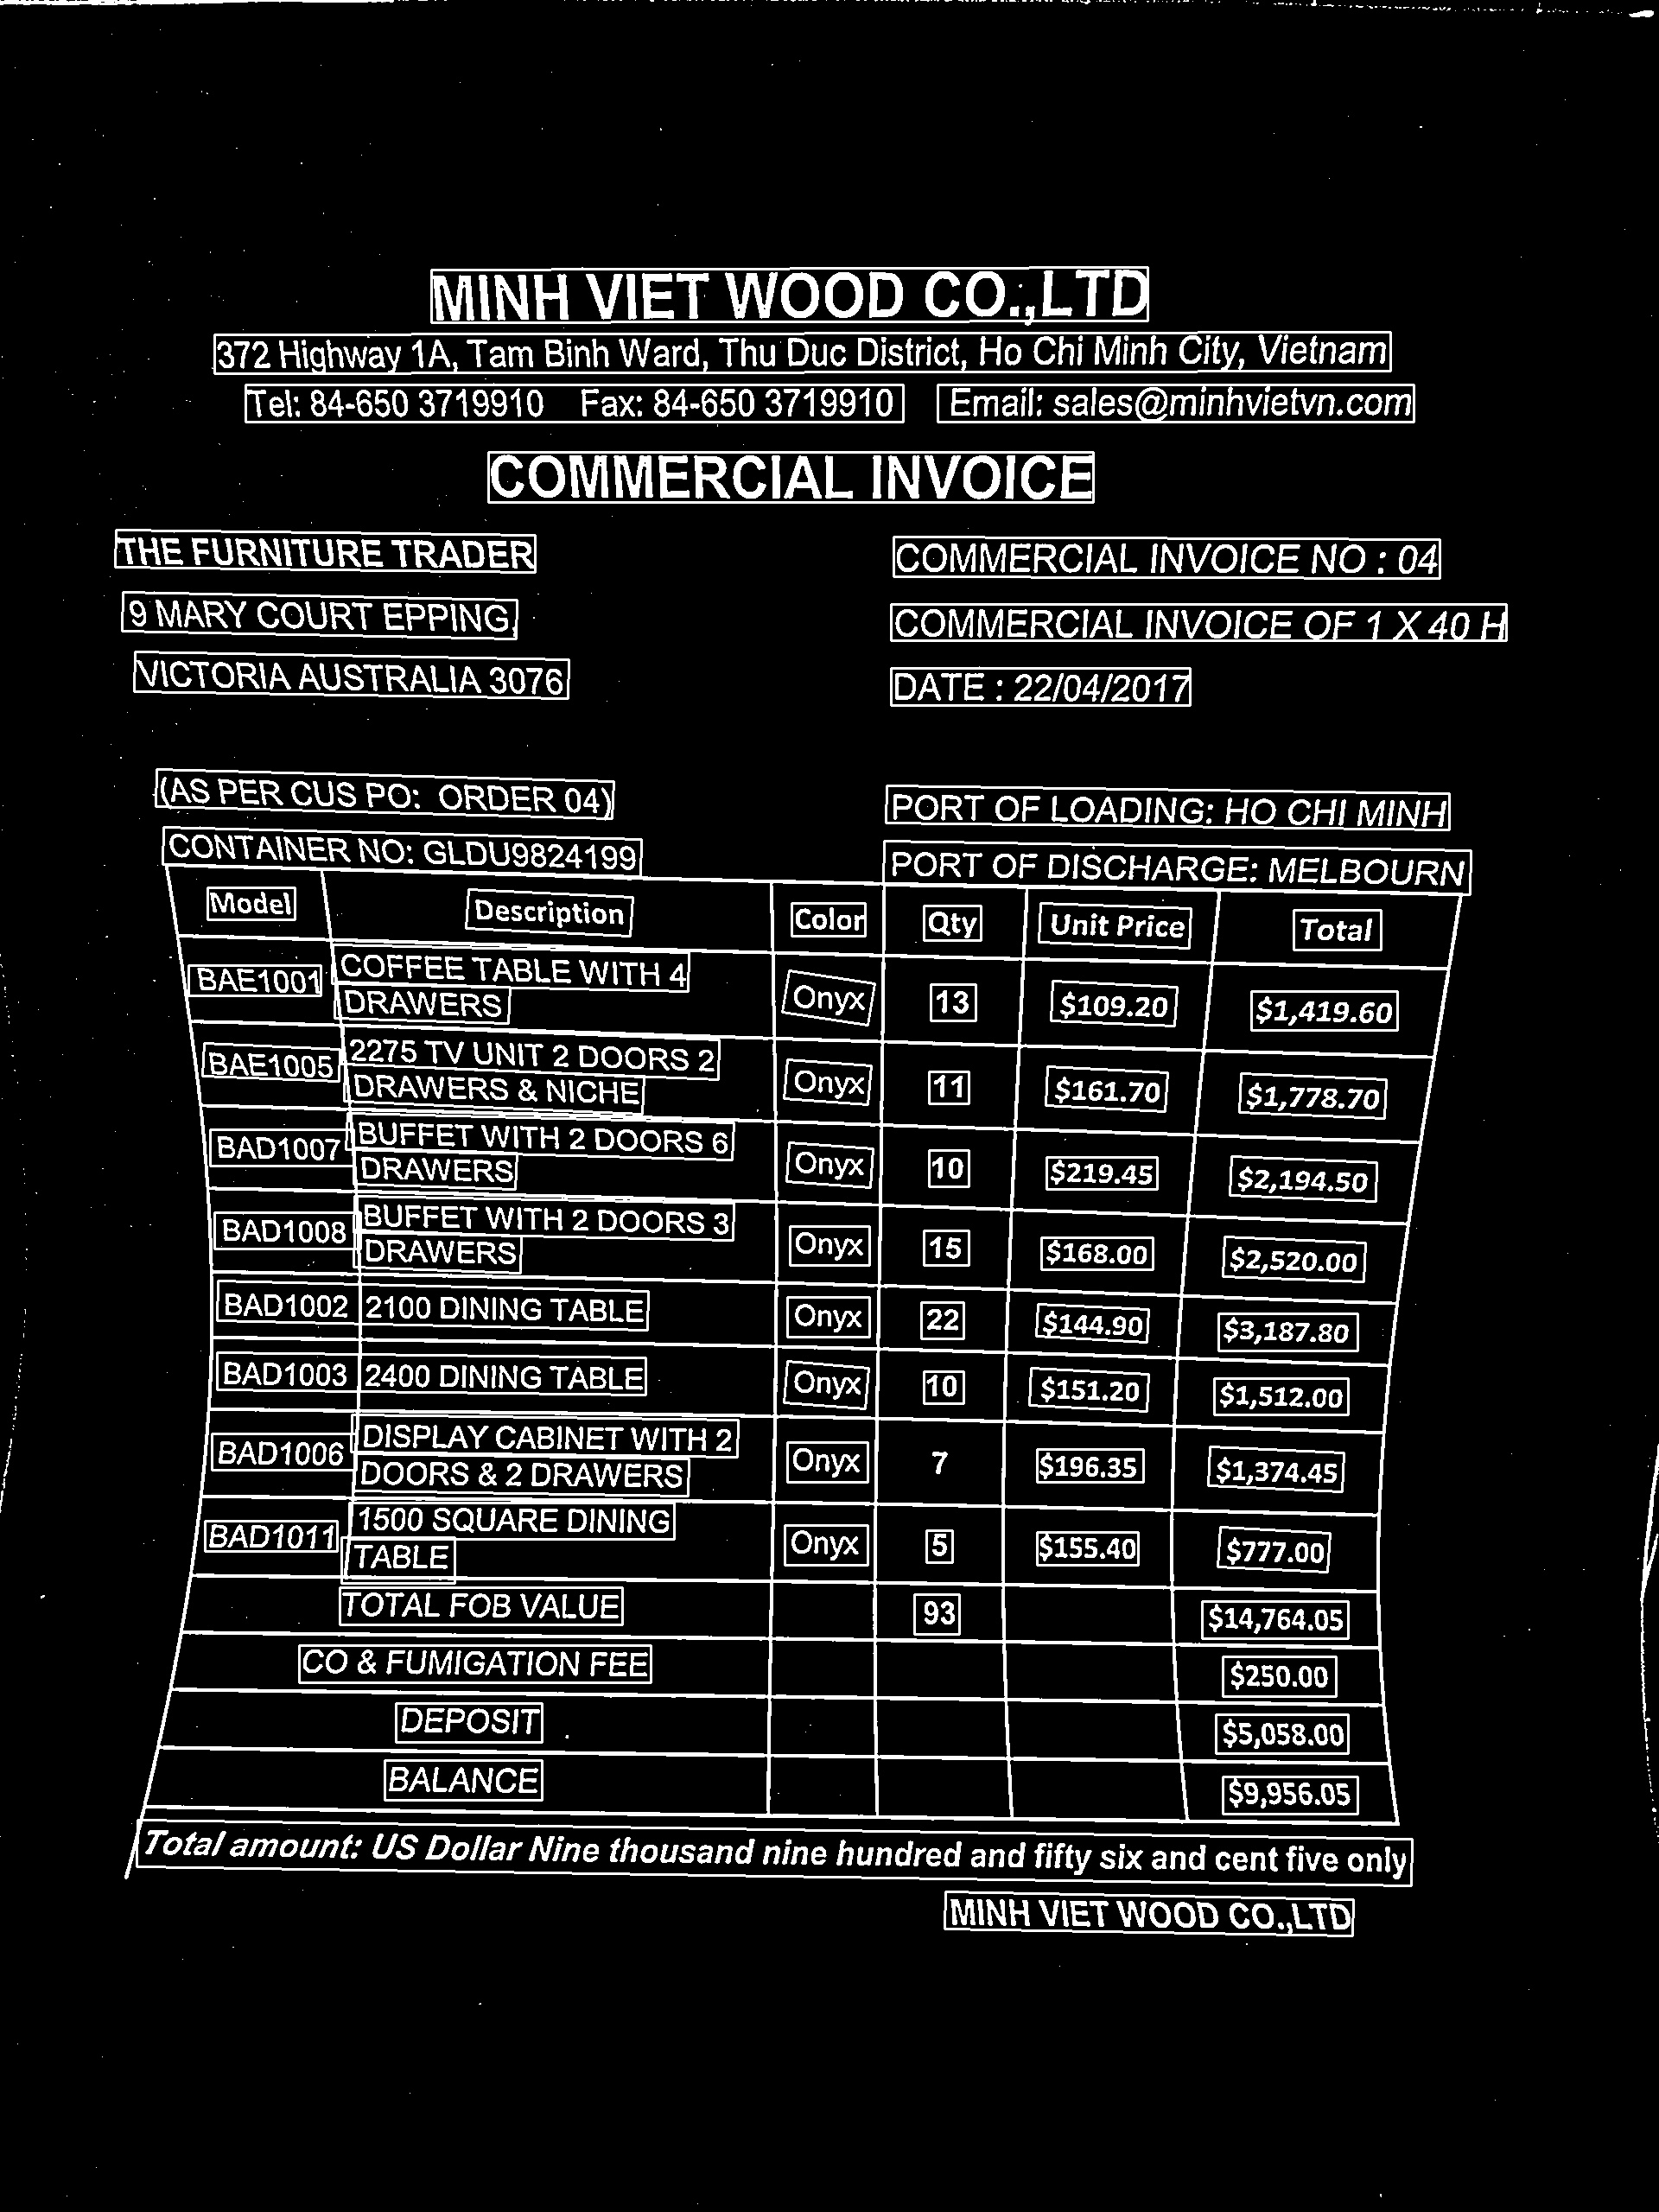 MINH VIET WOOD CO.,LTD
372 Highway 1A, Tam Binh Ward, Thu Duc District, Ho Chi Minh City, Vietnam
Tel: 84-650 3719910 Fax: 84-650 3719910 Email: sales@minhvietvn.com
COMMERCIAL INVOICE
THE FURNITURE TRADER COMMERCIAL INVOICE NO : 04
9 MARY COURT EPPING, COMMERCIAL INVOICE OF 1 X 40 H
VICTORIA AUSTRALIA 3076 DATE : 22/04/2017
(AS PER CUS PO: ORDER 04) PORT OF LOADING: HO CHI MINH
CONTAINER NO: GLDU9824199 PORT OF DISCHARGE: MELBOURN
Model Description Color Qty Unit Price Total
BAE1001 COFFEE TABLE WITH 4
DRAWERS Onyx 13 $109.20 $1,419.60
BAE1005 2275 TV UNIT 2 DOORS 2
DRAWERS & NICHE Onyx 11 $161.70 $1,778.70
BAD1007 BUFFET WITH 2 DOORS 6
DRAWERS Onyx 10 $219.45 $2,194.50
BAD1008 BUFFET WITH 2 DOORS 3
DRAWERS Onyx 15 $168.00 $2,520.00
BAD1002 2100 DINING TABLE Onyx 22 $144.90 $3,187.80
BAD1003 2400 DINING TABLE Onyx 10 $151.20 $1,512.00
BAD1006 DISPLAY CABINET WITH 2
DOORS & 2 DRAWERS Onyx 7 $196.35 $1,374.45
BAD1011 1500 SQUARE DINING
TABLE Onyx 5 $155.40 $777.00
TOTAL FOB VALUE 93 $14,764.05
CO & FUMIGATION FEE $250.00
DEPOSIT $5,058.00
BALANCE $9,956.05
Total amount: US Dollar Nine thousand nine hundred and fifty six and cent five only
MINH VIET WOOD CO.,LTD